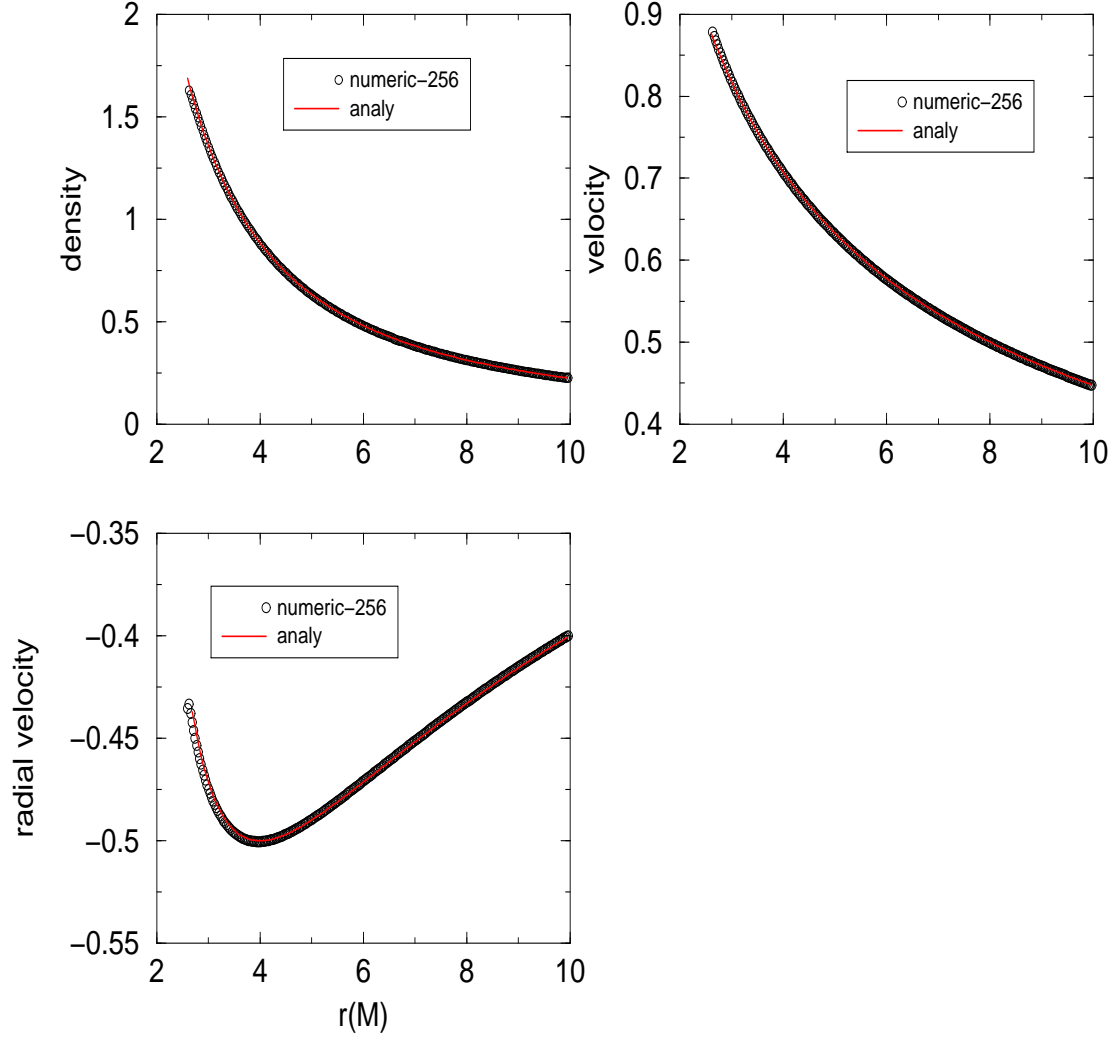 2
1.5
1
0.5
0
density
numeric−256
analy
2 4 6 8 10
0.9
0.8
0.7
0.6
0.5
0.4
velocity
numeric−256
analy
2 4 6 8 10
−0.35
−0.4
−0.45
−0.5
−0.55
radial velocity
numeric−256
analy
2 4 6 8 10
r(M)